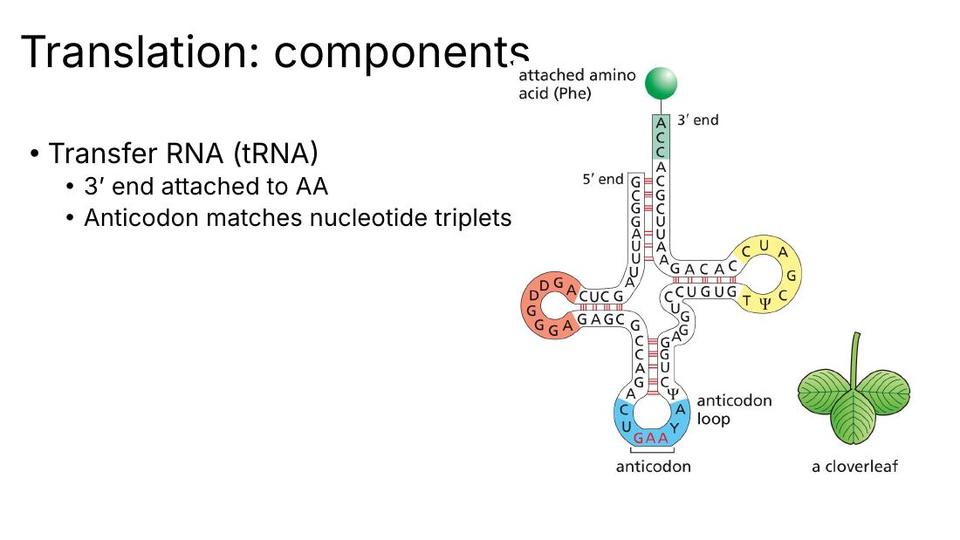 Translation: components
• Transfer RNA (tRNA)
• 3′ end attached to AA
• Anticodon matches nucleotide triplets
attached amino
acid (Phe)
A 3′ end
C
C
A
C
G
C
U
U
A
A
5′ end G
C
G
G
A
U
U
U
A
G A C A C
C U A G C Ψ T
C U G U G
C U G G A
D D G A
C U C G
D G G G A
G A G C
G
C
C
A
G
A
G
G
U
C
Ψ
C
U
G A A
Y
A
anticodon
loop
anticodon
a cloverleaf